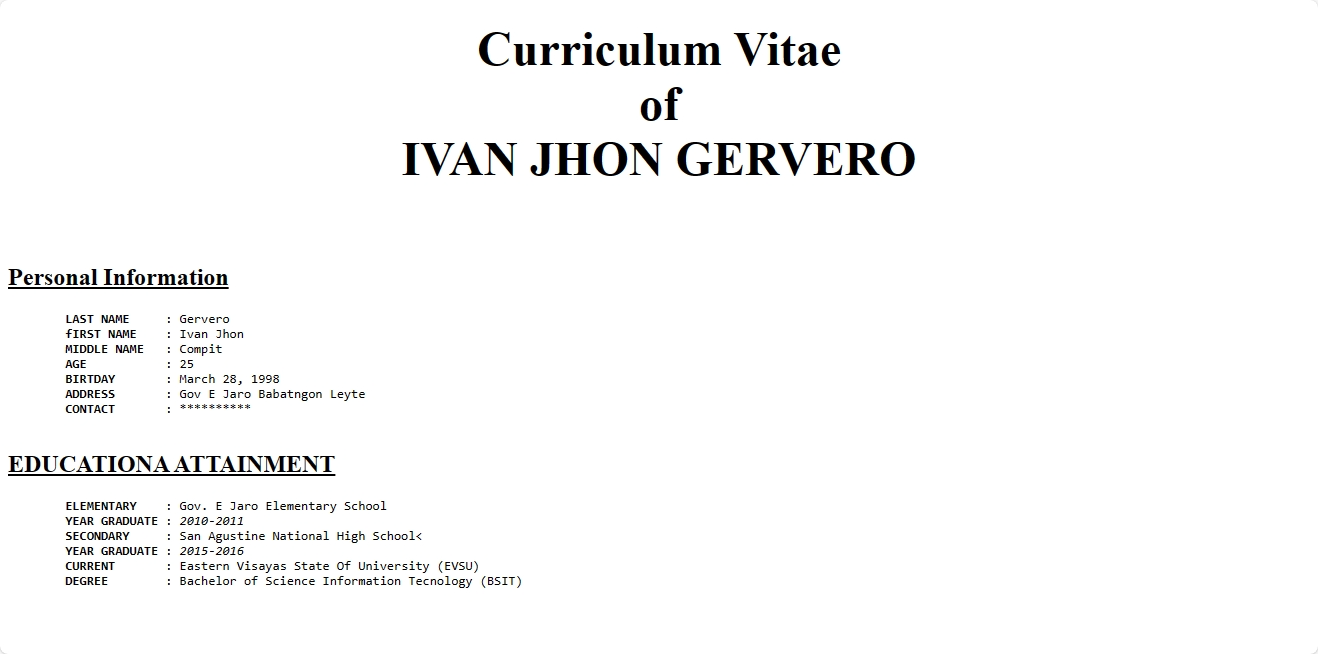 Curriculum Vitae
of
IVAN JHON GERVERO
Personal Information
LAST NAME : Gervero
fIRST NAME : Ivan Jhon
MIDDLE NAME : Compit
AGE : 25
BIRTDAY : March 28, 1998
ADDRESS : Gov E Jaro Babatngon Leyte
CONTACT : **********
EDUCATIONA ATTAINMENT
ELEMENTARY : Gov. E Jaro Elementary School
YEAR GRADUATE : 2010-2011
SECONDARY : San Agustine National High School<
YEAR GRADUATE : 2015-2016
CURRENT : Eastern Visayas State Of University (EVSU)
DEGREE : Bachelor of Science Information Tecnology (BSIT)